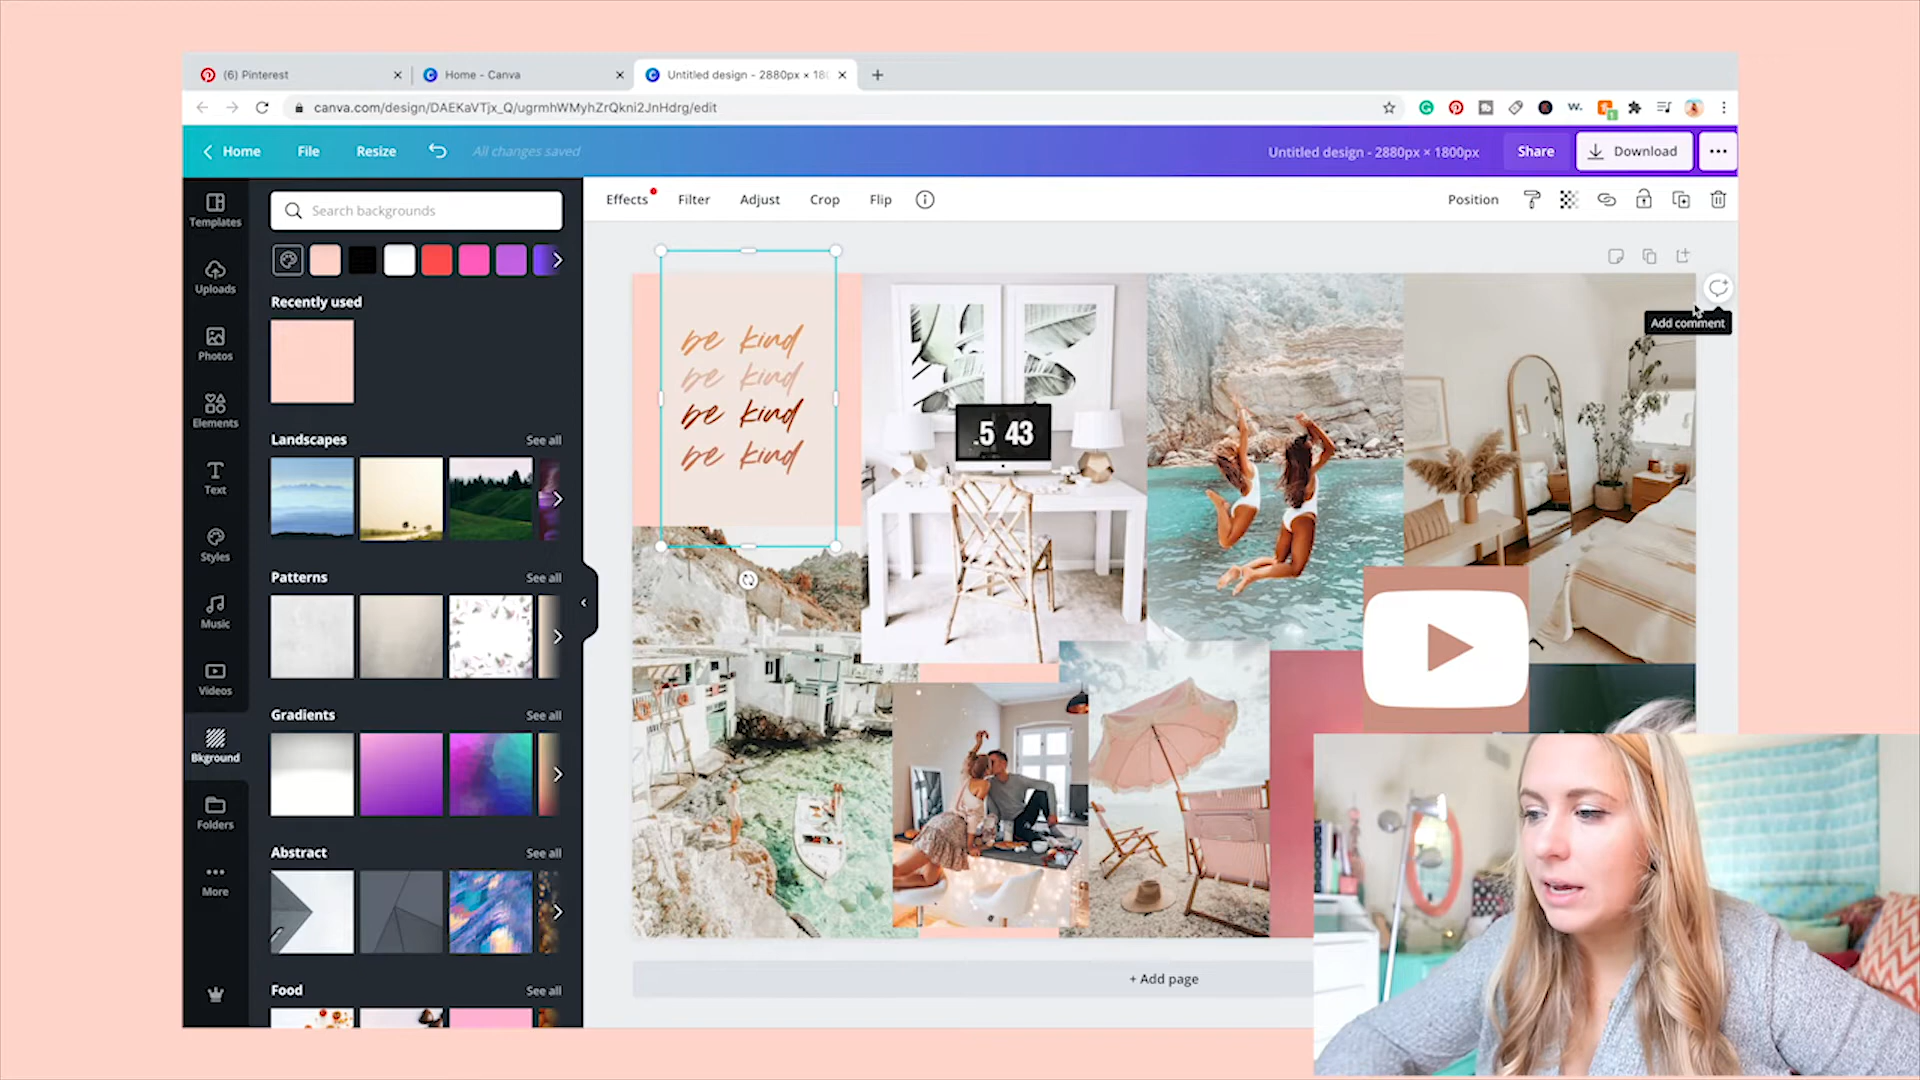 (6) Pinterest
Home - Canva
Untitled design - 2880px × 180
canva.com/design/DAEKaVTjx_Q/ugrmhWMyhZrQkni2JnHdrg/edit
W.
1
Home
File
Resize
All changes saved
Untitled design - 2880px × 1800px
Share
Download
Effects
Filter
Adjust
Crop
Flip
Position
Templates
Uploads
Photos
Elements
Text
Styles
Music
Videos
Bkground
Folders
More
Search backgrounds
Recently used
Landscapes
See all
Patterns
See all
Gradients
See all
Abstract
See all
Food
See all
be kind
be kind
be kind
be kind
.5 43
Add comment
+ Add page